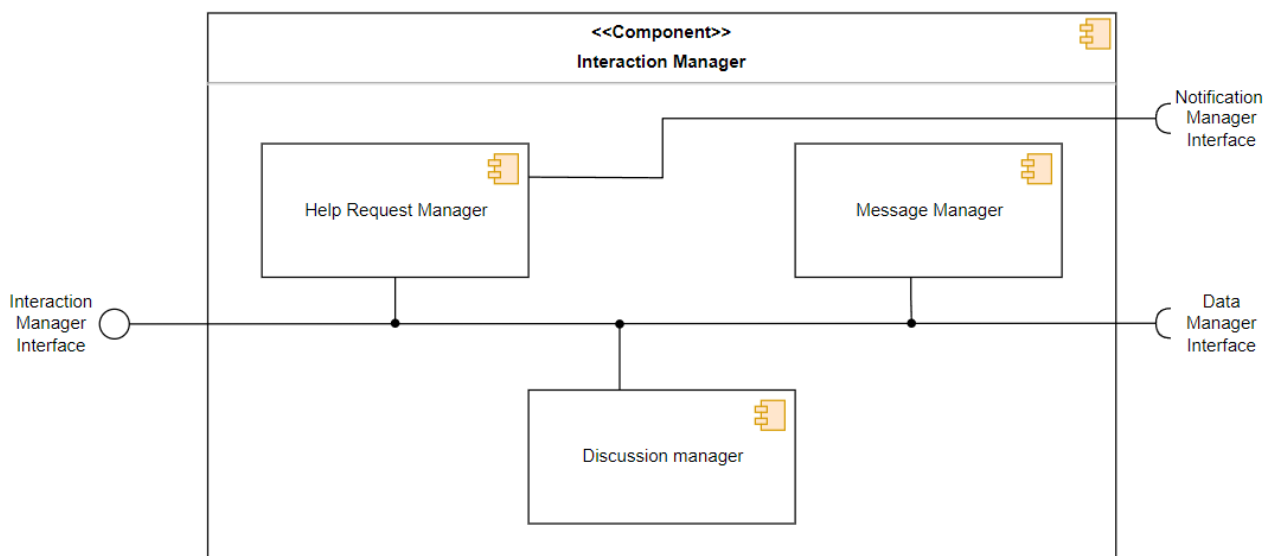 <<Component>>
Interaction Manager
Notification
Manager
Interface
Help Request Manager
Message Manager
Interaction
Manager
Interface
Data
Manager
Interface
Discussion manager